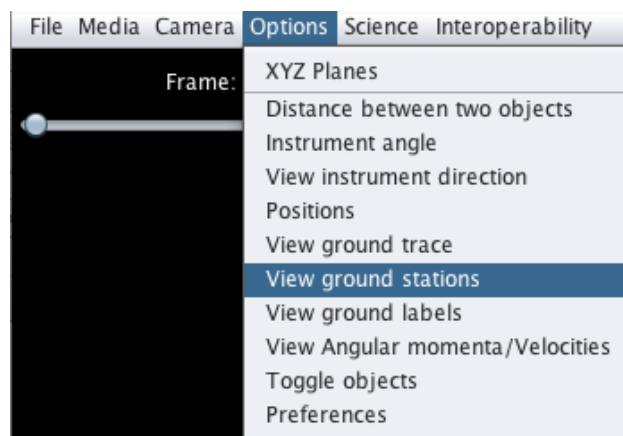 File Media Camera Options Science Interoperability
Frame:
XYZ Planes
Distance between two objects
Instrument angle
View instrument direction
Positions
View ground trace
View ground stations
View ground labels
View Angular momenta/Velocities
Toggle objects
Preferences